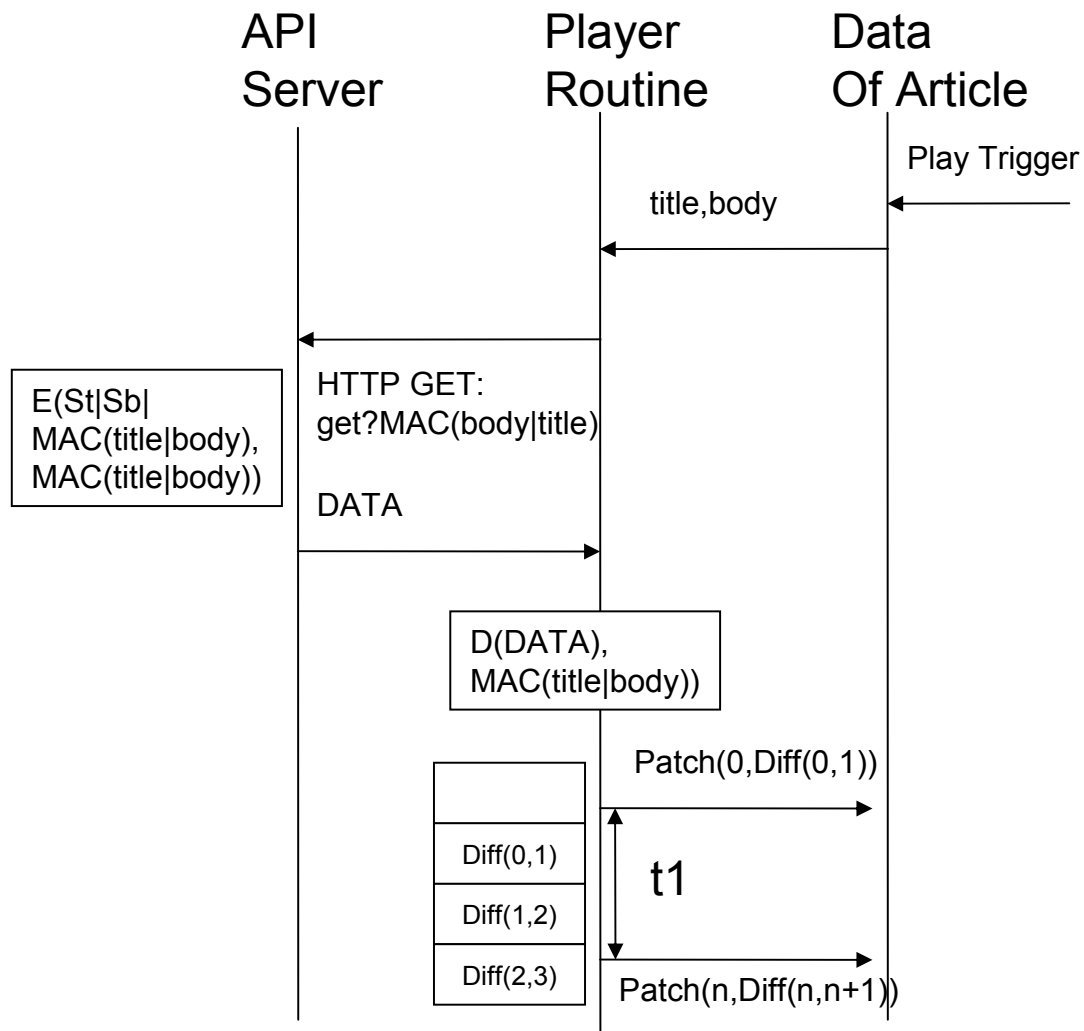 API
Server
Player
Routine
Data
Of Article
Play Trigger
title,body
HTTP GET:
get?MAC(body|title)
E(St|Sb|
MAC(title|body),
MAC(title|body))
DATA
D(DATA),
MAC(title|body))
Patch(0,Diff(0,1))
Diff(0,1)
t1
Diff(1,2)
Diff(2,3)
Patch(n,Diff(n,n+1))